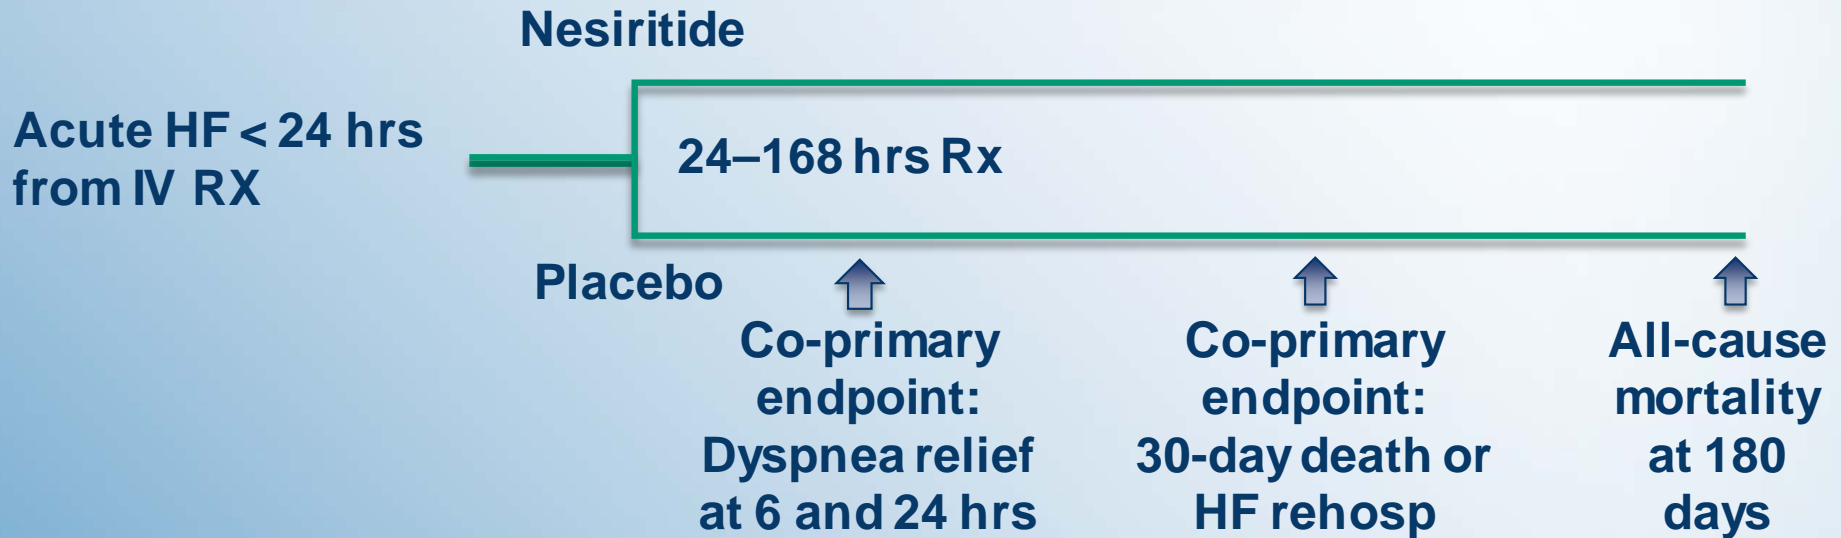 Nesiritide
Acute HF < 24 hrs
from IV RX
24–168 hrs Rx
Placebo
Co-primary
endpoint:
Dyspnea relief
at 6 and 24 hrs
Co-primary
endpoint:
30-day death or
HF rehosp
All-cause
mortality
at 180
days